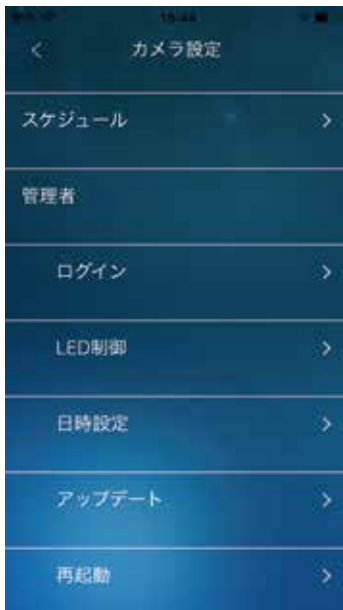 カメラ設定
スケジュール
管理者
ログイン
LED制御
日時設定
アップデート
再起動